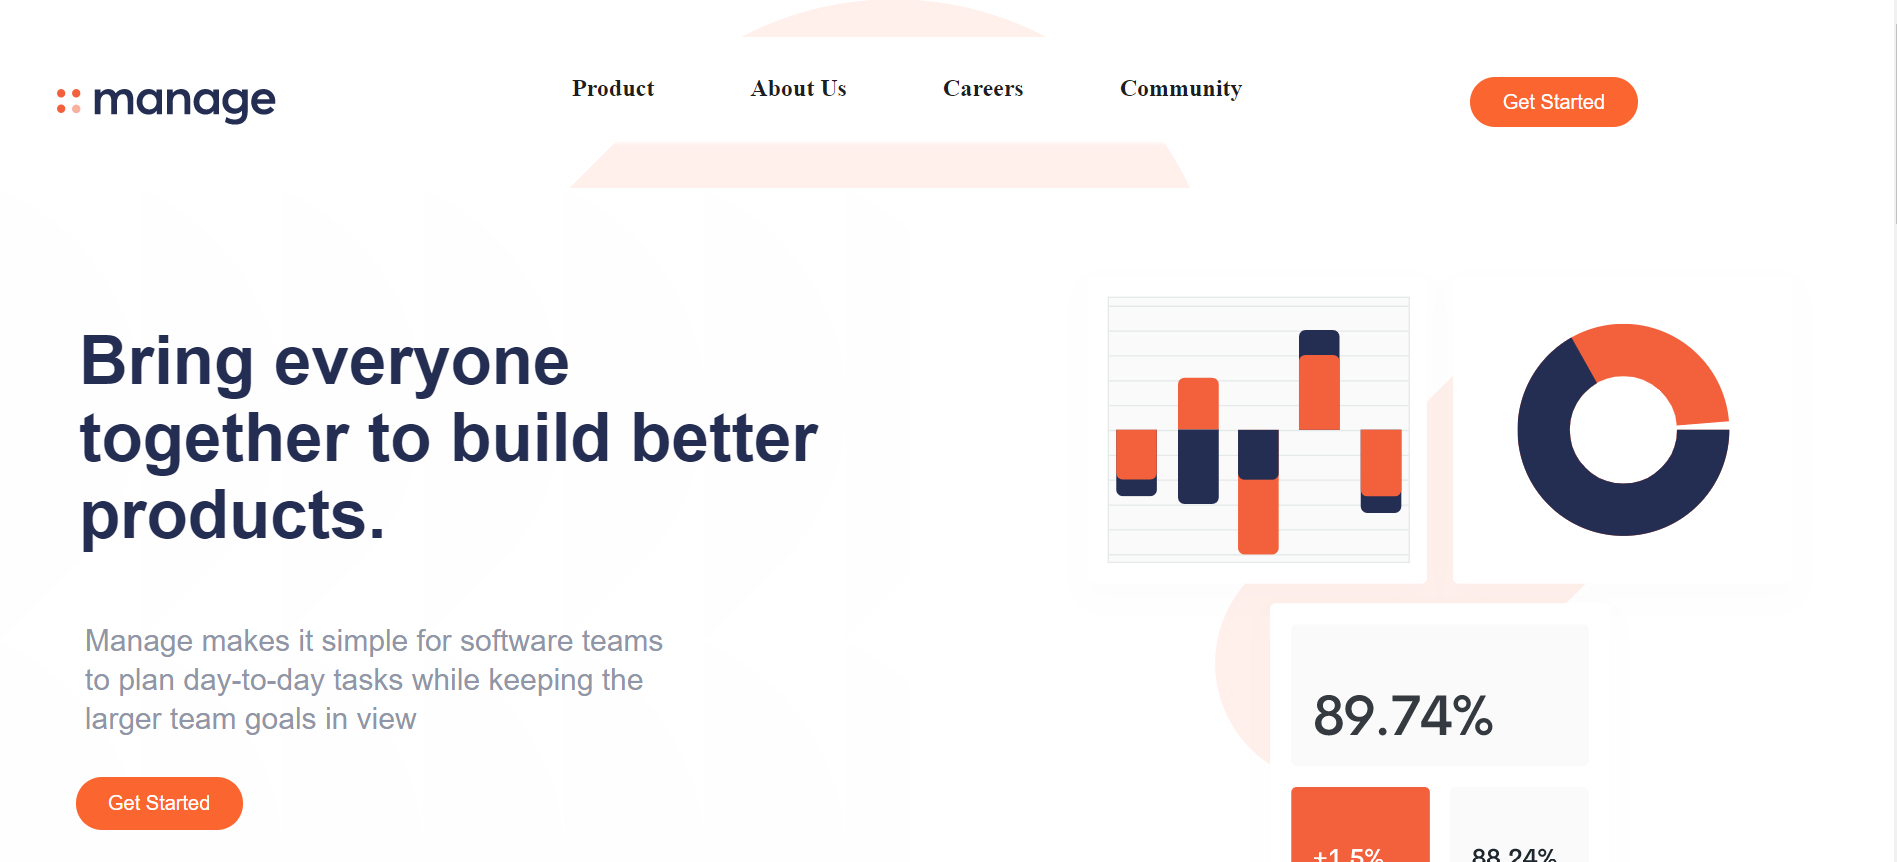 manage
Product
About Us
Careers
Community
Get Started
Bring everyone
together to build better
products.
Manage makes it simple for software teams
to plan day-to-day tasks while keeping the
larger team goals in view
Get Started
89.74%
+1.5%
88.24%